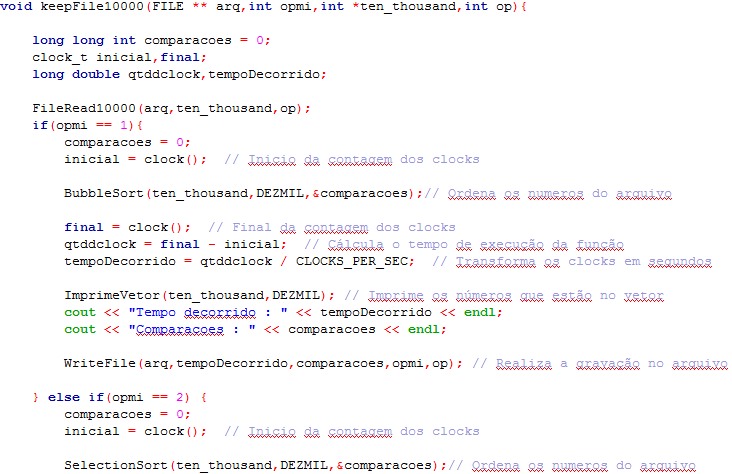 void keepFile10000(FILE ** arq,int opmi,int *ten_thousand,int op){
long long int comparacoes = 0;
clock_t inicial,final;
long double qtddclock,tempoDecorrido;
FileRead10000(arq,ten_thousand,op);
if(opmi == 1){
comparacoes = 0;
inicial = clock();  // Inicio da contagem dos clocks
BubbleSort(ten_thousand,DEZMIL,&comparacoes);// Ordena os numeros do arquivo
final = clock();  // Final da contagem dos clocks
qtddclock = final - inicial;  // Cálcula o tempo de execução da função
tempoDecorrido = qtddclock / CLOCKS_PER_SEC;  // Transforma os clocks em segundos
ImprimeVetor(ten_thousand,DEZMIL); // Imprime os números que estão no vetor
cout << "Tempo decorrido : " << tempoDecorrido << endl;
cout << "Comparacoes : " << comparacoes << endl;
WriteFile(arq,tempoDecorrido,comparacoes,opmi,op); // Realiza a gravação no arquivo
} else if(opmi == 2) {
comparacoes = 0;
inicial = clock();  // Inicio da contagem dos clocks
SelectionSort(ten_thousand,DEZMIL,&comparacoes);// Ordena os numeros do arquivo